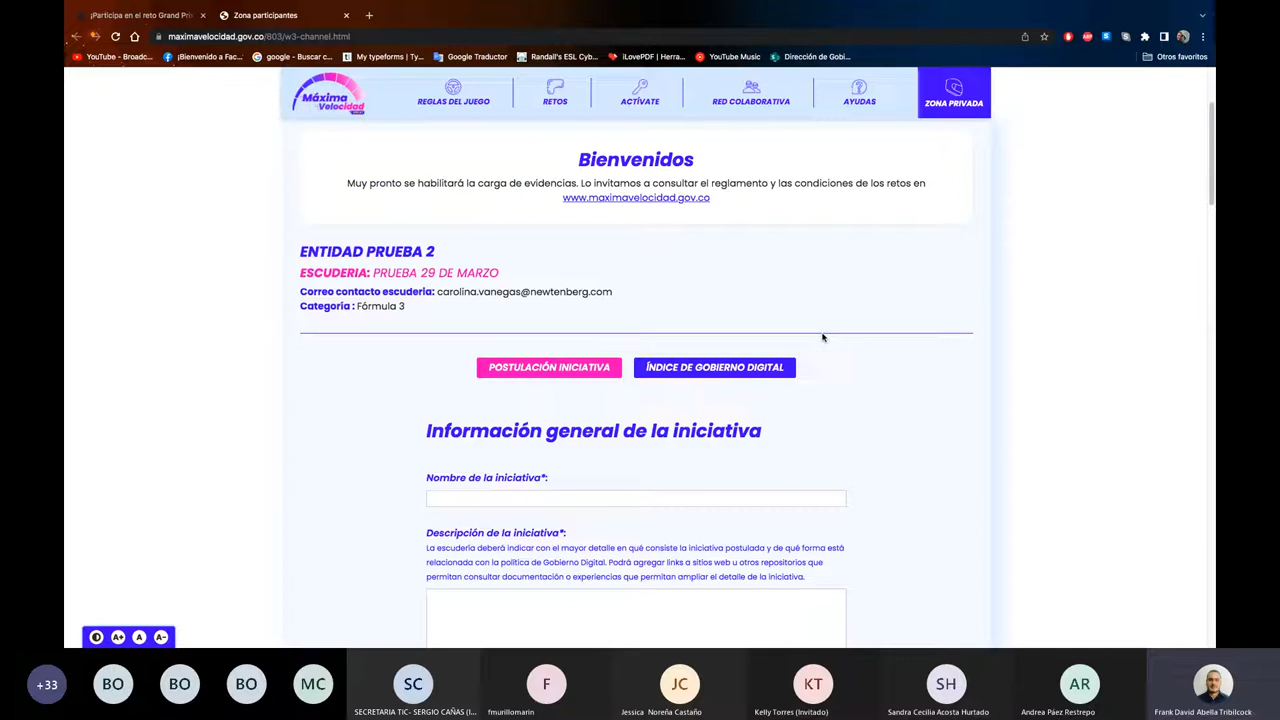 ¡Participa en el reto Grand Pri
Zona participantes
maximavelocidad.gov.co/803/w3-channel.html
YouTube - Broadc...
¡Bienvenido a Fac...
google - Buscar c...
My typeforms | Ty...
Google Traductor
Randall's ESL Cyb...
iLovePDF | Herra...
YouTube Music
Dirección de Gobi...
Otros favoritos
Máxima
Velocidad
REGLAS DEL JUEGO
RETOS
ACTÍVATE
RED COLABORATIVA
AYUDAS
ZONA PRIVADA
Bienvenidos
Muy pronto se habilitará la carga de evidencias. Lo invitamos a consultar el reglamento y las condiciones de los retos en
www.maximavelocidad.gov.co
ENTIDAD PRUEBA 2
ESCUDERIA: PRUEBA 29 DE MARZO
Correo contacto escudería: carolina.vanegas@newtenberg.com
Categoría : Fórmula 3
POSTULACIÓN INICIATIVA
ÍNDICE DE GOBIERNO DIGITAL
Información general de la iniciativa
Nombre de la iniciativa*:
Descripción de la iniciativa*:
La escudería deberá indicar con el mayor detalle en qué consiste la iniciativa postulada y de qué forma está
relacionada con la política de Gobierno Digital. Podrá agregar links a sitios web u otros repositorios que
permitan consultar documentación o experiencias que permitan ampliar el detalle de la iniciativa.
A+
A
A-
+33
BO
BO
BO
MC
SC
F
JC
KT
SH
AR
SECRETARIA TIC- SERGIO CAÑAS (I...
fmurillomarin
Jessica Noreña Castaño
Kelly Torres (Invitado)
Sandra Cecilia Acosta Hurtado
Andrea Páez Restrepo
Frank David Abella Tribilcock